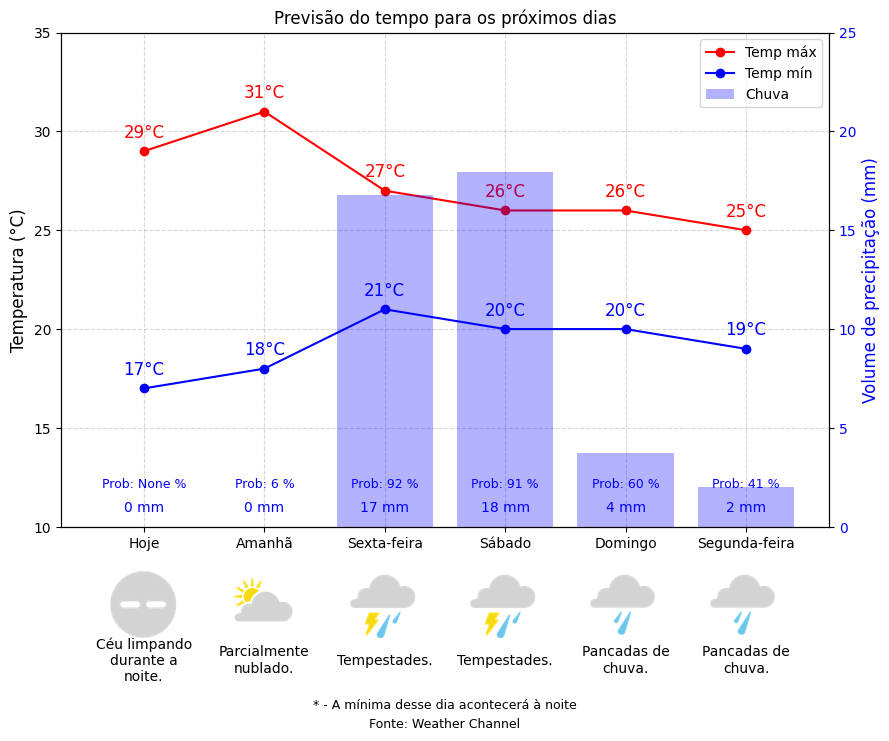 Previsão do tempo para os próximos dias
35
30
25
20
15
10
Temperatura (°C)
25
20
15
10
5
0
Volume de precipitação (mm)
Temp máx
Temp mín
Chuva
29°C
31°C
27°C
26°C
26°C
25°C
17°C
18°C
21°C
20°C
20°C
19°C
Prob: None %
Prob: 6 %
Prob: 92 %
Prob: 91 %
Prob: 60 %
Prob: 41 %
0 mm
0 mm
17 mm
18 mm
4 mm
2 mm
Hoje
Amanhã
Sexta-feira
Sábado
Domingo
Segunda-feira
Céu limpando
durante a
noite.
Parcialmente
nublado.
Tempestades.
Tempestades.
Pancadas de
chuva.
Pancadas de
chuva.
* - A mínima desse dia acontecerá à noite
Fonte: Weather Channel